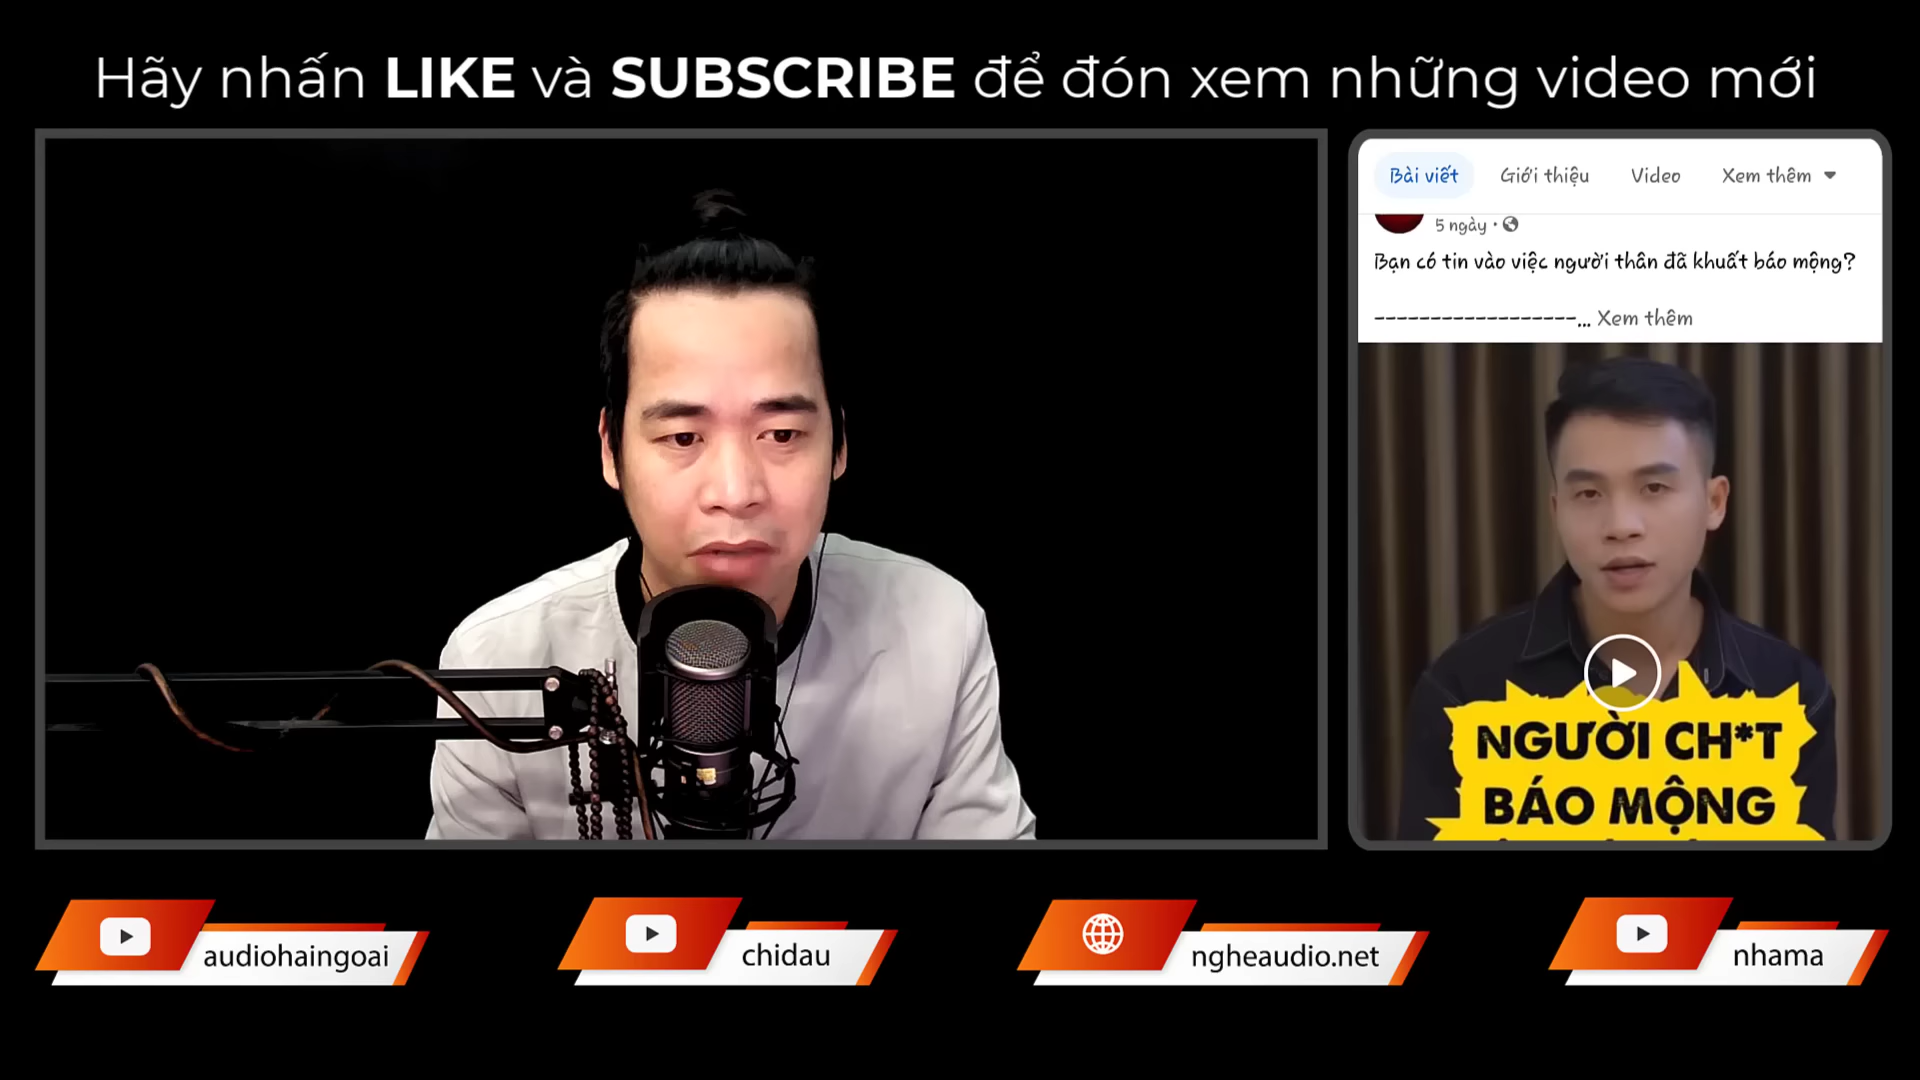 Hãy nhấn LIKE và SUBSCRIBE để đón xem những video mới
Bài viết
Giới thiệu
Video
Xem thêm
5 ngày ·
Bạn có tin vào việc người thân đã khuất báo mộng?
------------------... Xem thêm
NGƯỜI CH*T
BÁO MỘNG
audiohaingoai
chidau
ngheaudio.net
nhama